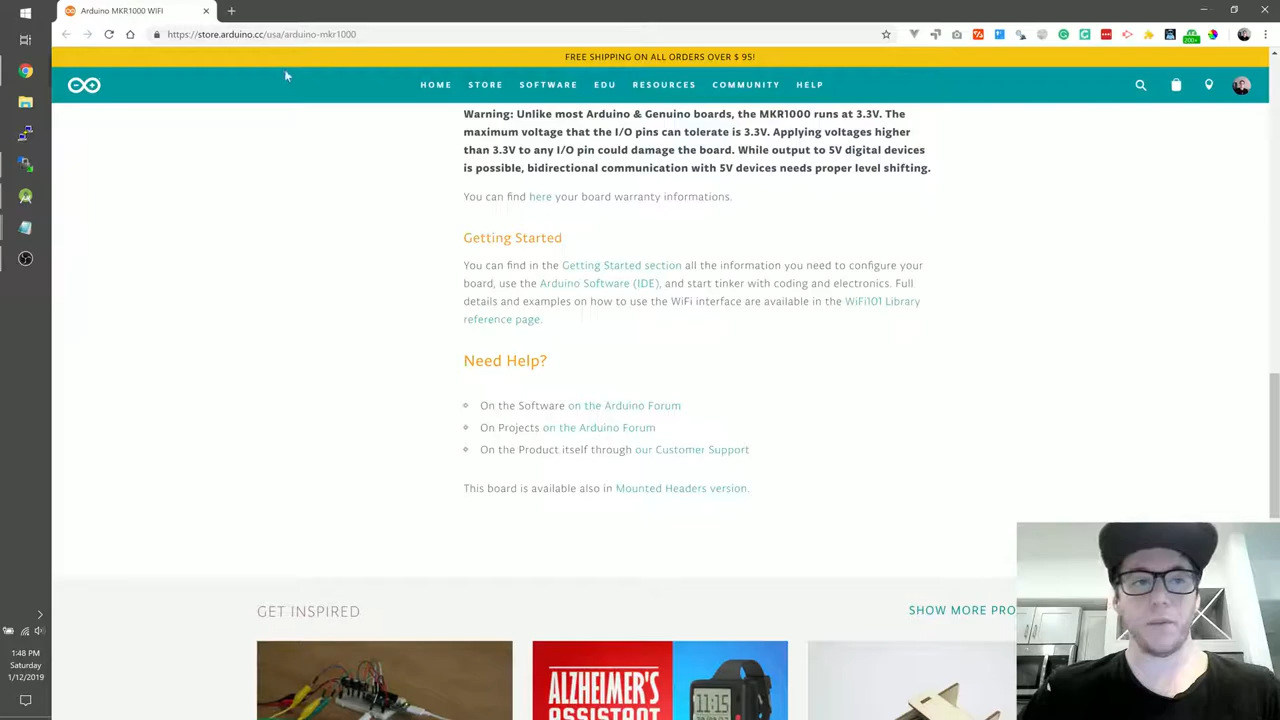 Arduino MKR1000 WIFI
https://store.arduino.cc/usa/arduino-mkr1000
200+
FREE SHIPPING ON ALL ORDERS OVER $ 95!
HOME STORE SOFTWARE EDU RESOURCES COMMUNITY HELP
Warning: Unlike most Arduino & Genuino boards, the MKR1000 runs at 3.3V. The
maximum voltage that the I/O pins can tolerate is 3.3V. Applying voltages higher
than 3.3V to any I/O pin could damage the board. While output to 5V digital devices
is possible, bidirectional communication with 5V devices needs proper level shifting.
You can find here your board warranty informations.
Getting Started
You can find in the Getting Started section all the information you need to configure your
board, use the Arduino Software (IDE), and start tinker with coding and electronics. Full
details and examples on how to use the WiFi interface are available in the WiFi101 Library
reference page.
Need Help?
On the Software on the Arduino Forum
On Projects on the Arduino Forum
On the Product itself through our Customer Support
This board is available also in Mounted Headers version.
GET INSPIRED
SHOW MORE PRO
ALZHEIMER'S
ASSISTANT
11:15
1:48 PM
Saturday
1/12/2019